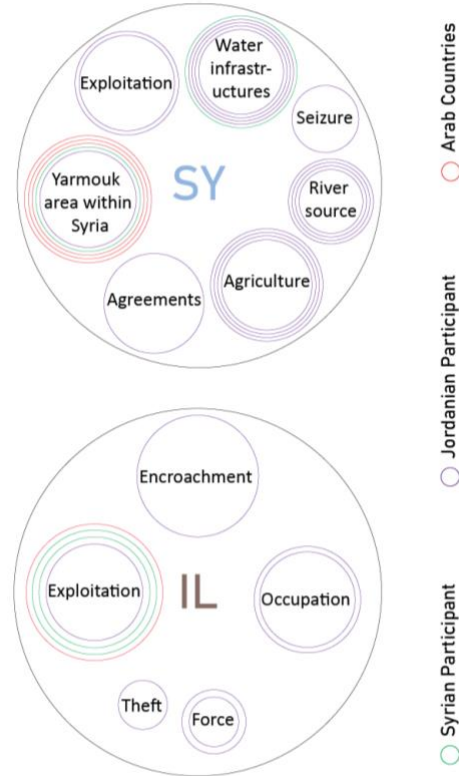 Water
infrastr-
uctures
Exploitation
Seizure
Yarmouk
area within
Syria
SY
River
source
Agriculture
Agreements
Encroachment
Exploitation
IL
Occupation
Theft
Force
Arab Countries
Jordanian Participant
Syrian Participant